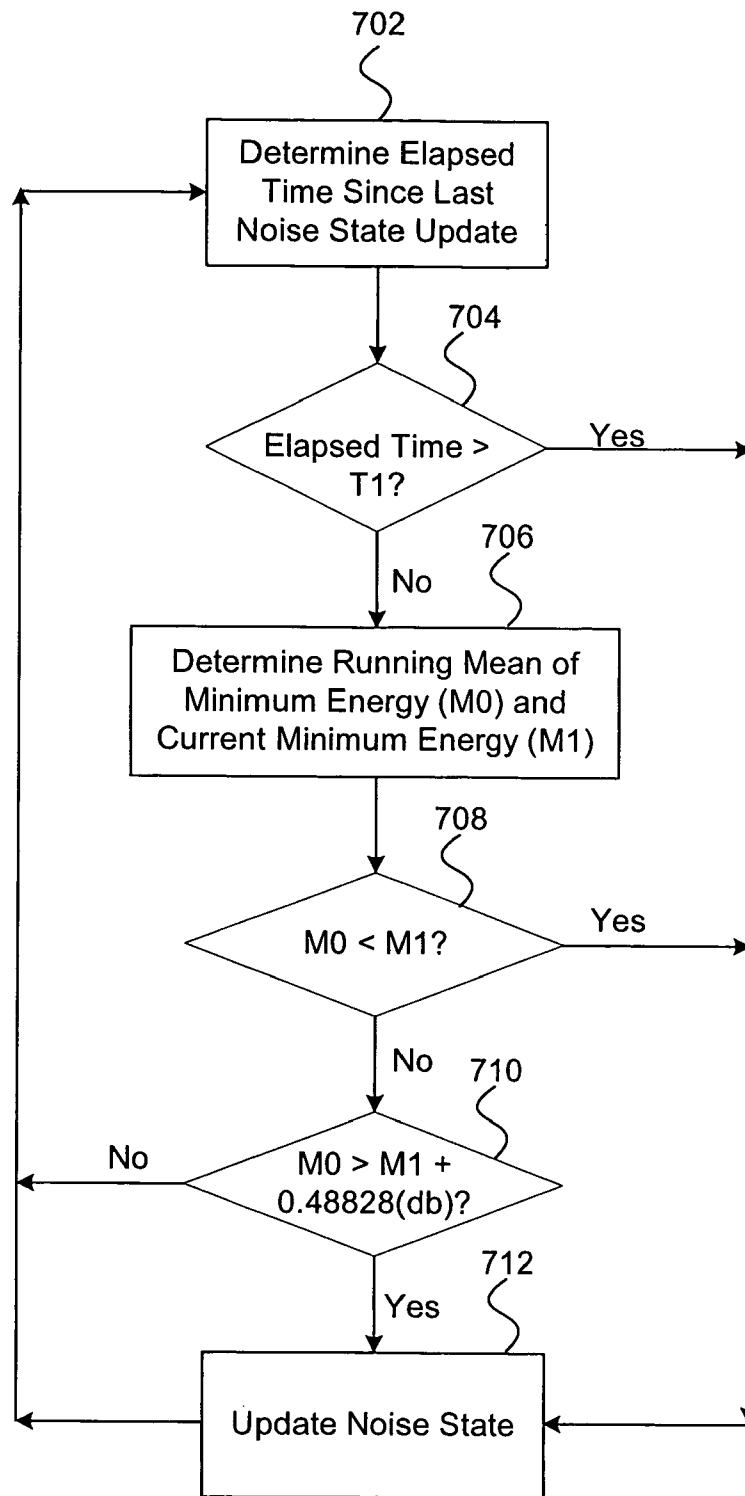 702
Determine Elapsed
Time Since Last
Noise State Update
704
Elapsed Time >
T1?
Yes
No
706
Determine Running Mean of
Minimum Energy (M0) and
Current Minimum Energy (M1)
708
M0 < M1?
Yes
No
710
M0 > M1 +
0.48828(db)?
No
Yes
712
Update Noise State